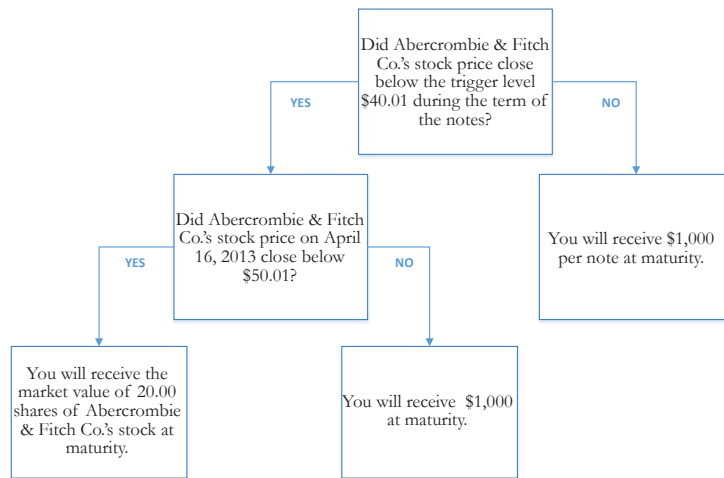 Did Abercrombie & Fitch
Co.'s stock price close
below the trigger level
$40.01 during the term of
the notes?
YES
NO
Did Abercrombie & Fitch
Co.'s stock price on April
16, 2013 close below
$50.01?
You will receive $1,000
per note at maturity.
YES
NO
You will receive the
market value of 20.00
shares of Abercrombie
& Fitch Co.'s stock at
maturity.
You will receive $1,000
at maturity.